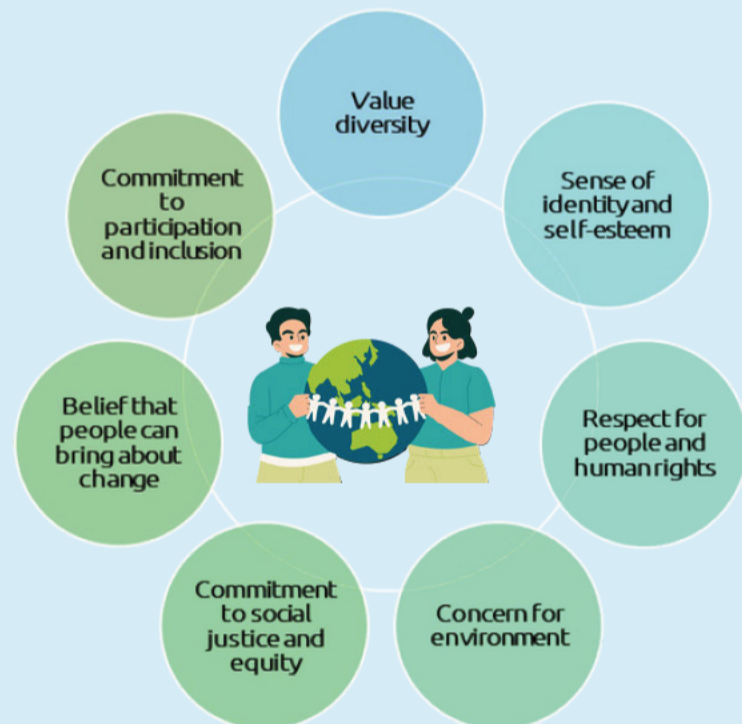 Value
diversity
Sense of
identity and
self-esteem
Respect for
people and
human rights
Concern for
environment
Commitment
to social
justice and
equity
Belief that
people can
bring about
change
Commitment
to
participation
and inclusion